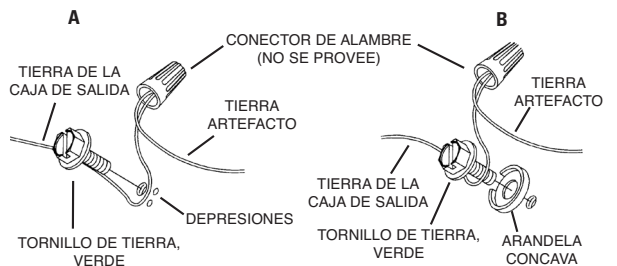 A
B
CONECTOR DE ALAMBRE
(NO SE PROVEE)
TIERRA DE LA
CAJA DE SALIDA
TIERRA
ARTEFACTO
DEPRESIONES
TORNILLO DE TIERRA,
VERDE
TIERRA
ARTEFACTO
TIERRA DE LA
CAJA DE SALIDA
TORNILLO DE TIERRA,
VERDE
ARANDELA
CONCAVA